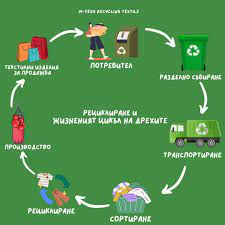 M-TEXX RECYCLING TEXTILE
ТЕКСТИЛНИ ИЗДЕЛИЯ
ЗА ПРОДАЖБА
ПОТРЕБИТЕЛ
РАЗДЕЛНО СЪБИРАНЕ
РЕЦИКЛИРАНЕ И
ЖИЗНЕНИЯТ ЦИКЪЛ НА ДРЕХИТЕ
ПРОИЗВОДСТВО
ТРАНСПОРТИРАНЕ
РЕЦИКЛИРАНЕ
СОРТИРАНЕ